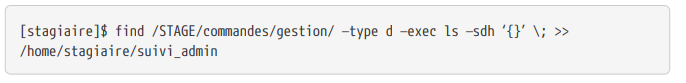 [stagiaire]$ find /STAGE/commandes/gestion/ –type d –exec ls –sdh ‘{}’ \; >>
/home/stagiaire/suivi_admin